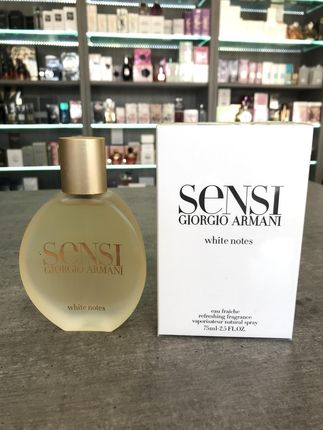 SENSI
GIORGIO ARMANI
white notes
SeNSI
GIORGIO ARMANI
white notes
eau fraîche
refreshing fragrance
vaporisateur natural spray
75ml-2.5 FL.OZ